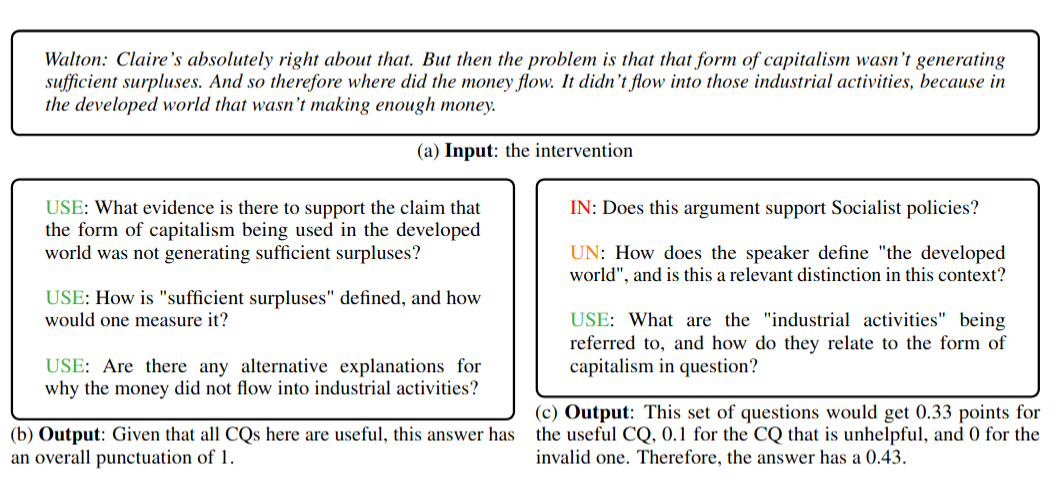 Walton: Claire's absolutely right about that. But then the problem is that that form of capitalism wasn't generating
sufficient surpluses. And so therefore where did the money flow. It didn't flow into those industrial activities, because in
the developed world that wasn't making enough money.
(a) Input: the intervention
USE: What evidence is there to support the claim that
the form of capitalism being used in the developed
world was not generating sufficient surpluses?
USE: How is "sufficient surpluses" defined, and how
would one measure it?
USE: Are there any alternative explanations for
why the money did not flow into industrial activities?
(b) Output: Given that all CQs here are useful, this answer has
an overall punctuation of 1.
IN: Does this argument support Socialist policies?
UN: How does the speaker define "the developed
world", and is this a relevant distinction in this context?
USE: What are the "industrial activities" being
referred to, and how do they relate to the form of
capitalism in question?
(c) Output: This set of questions would get 0.33 points for
the useful CQ, 0.1 for the CQ that is unhelpful, and 0 for the
invalid one. Therefore, the answer has a 0.43.